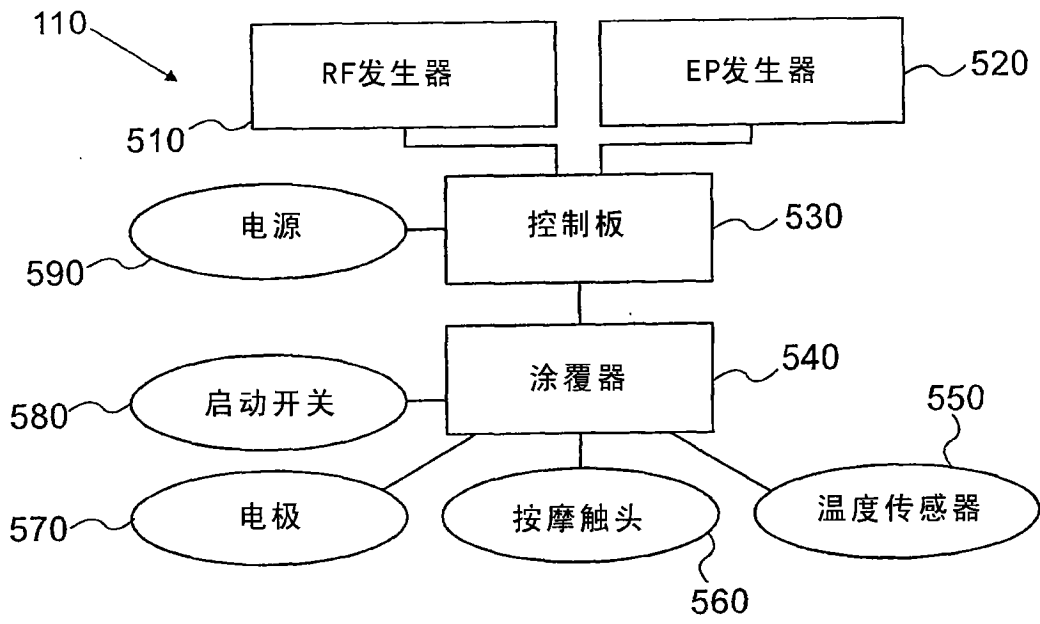 110
RF发生器
EP发生器
520
510
电源
控制板
530
590
涂覆器
540
启动开关
580
550
电极
570
按摩触头
温度传感器
560